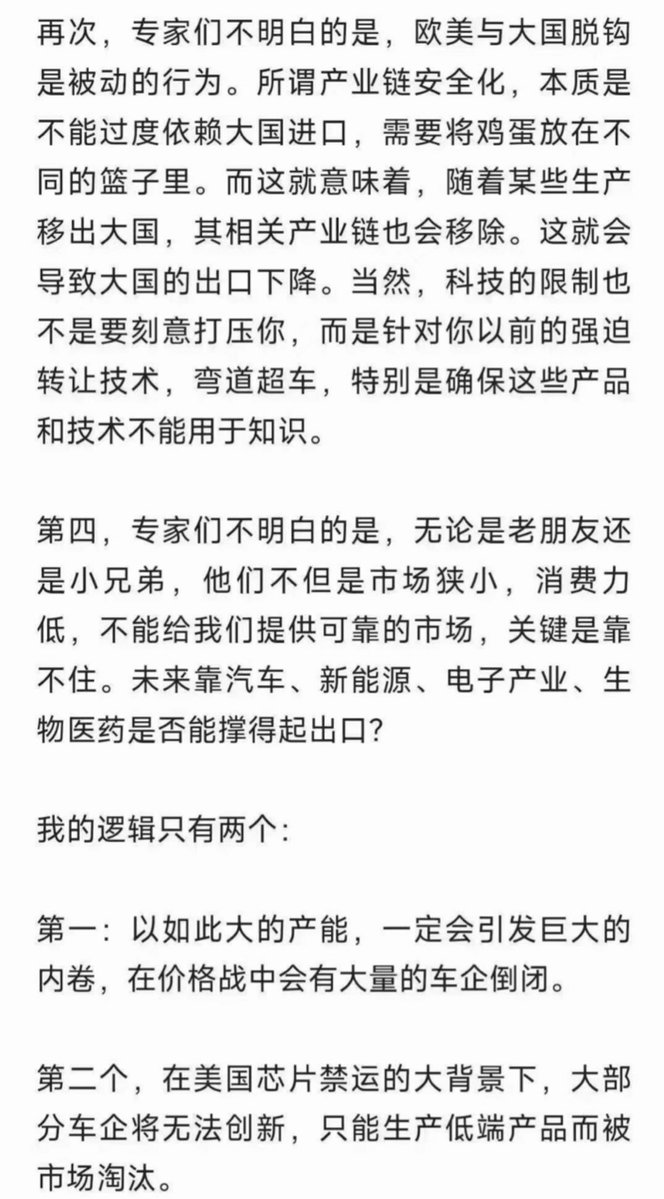 再次，专家们不明白的是，欧美与大国脱钩
是被动的行为。所谓产业链安全化，本质是
不能过度依赖大国进口，需要将鸡蛋放在不
同的篮子里。而这就意味着，随着某些生产
移出大国，其相关产业链也会移除。这就会
导致大国的出口下降。当然，科技的限制也
不是要刻意打压你，而是针对你以前的强迫
转让技术，弯道超车，特别是确保这些产品
和技术不能用于知识。
第四，专家们不明白的是，无论是老朋友还
是小兄弟，他们不但是市场狭小，消费力
低，不能给我们提供可靠的市场，关键是靠
不住。未来靠汽车、新能源、电子产业、生
物医药是否能撑得起出口？
我的逻辑只有两个：
第一：以如此大的产能，一定会引发巨大的
内卷，在价格战中会有大量的车企倒闭。
第二个，在美国芯片禁运的大背景下，大部
分车企将无法创新，只能生产低端产品而被
市场淘汰。